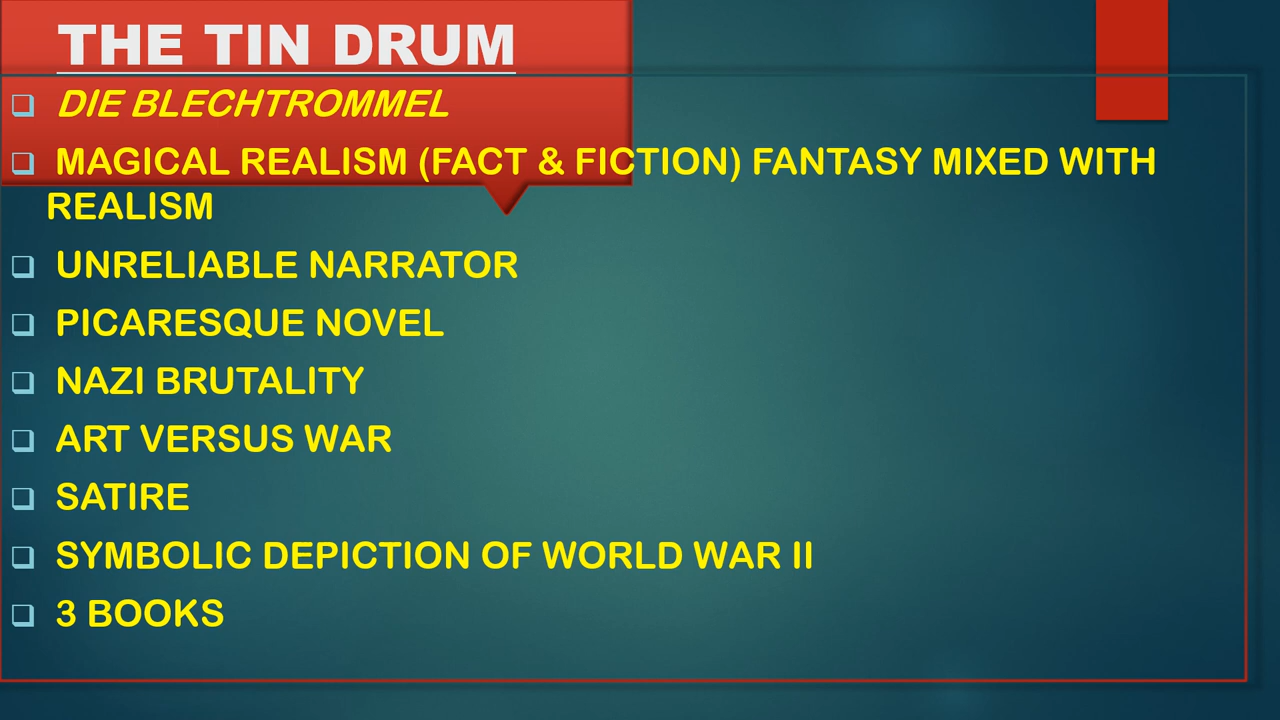 THE TIN DRUM
DIE BLECHTROMMEL
MAGICAL REALISM (FACT & FICTION) FANTASY MIXED WITH
REALISM
UNRELIABLE NARRATOR
PICARESQUE NOVEL
NAZI BRUTALITY
ART VERSUS WAR
SATIRE
SYMBOLIC DEPICTION OF WORLD WAR II
3 BOOKS